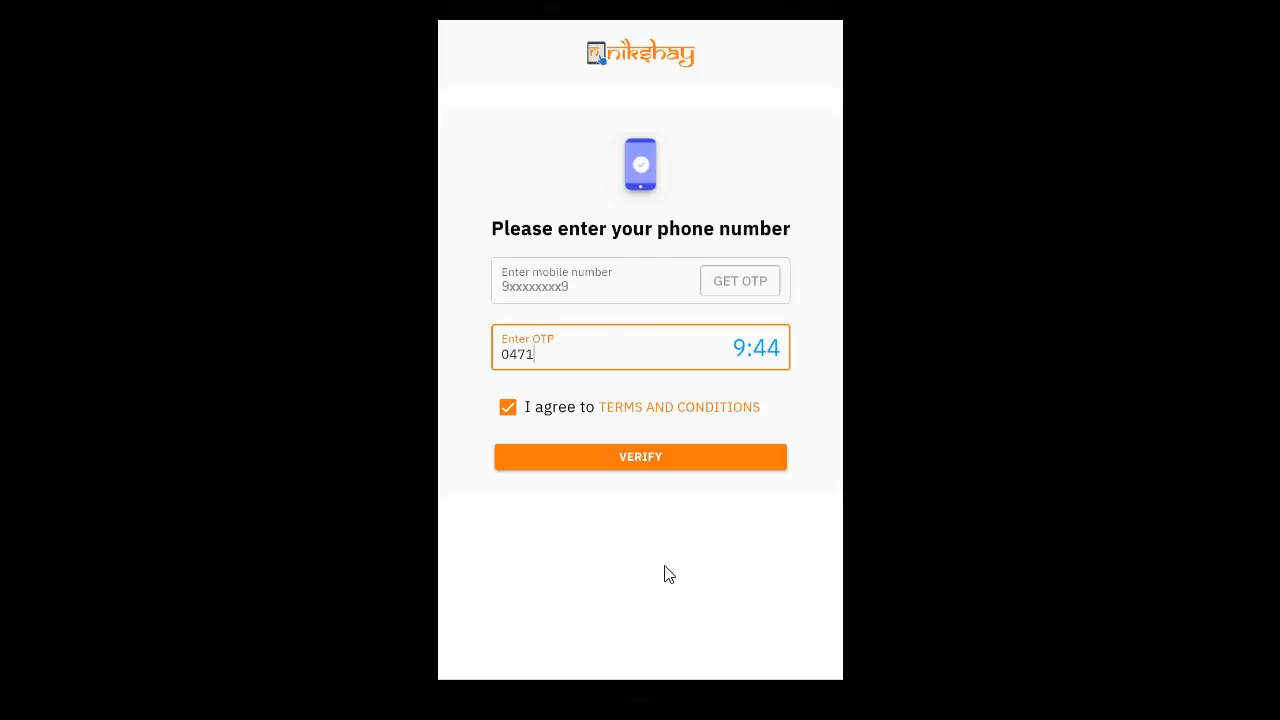 nikshay
Please enter your phone number
Enter mobile number
9xxxxxxxx9
GET OTP
Enter OTP
0471
9:44
I agree to TERMS AND CONDITIONS
VERIFY